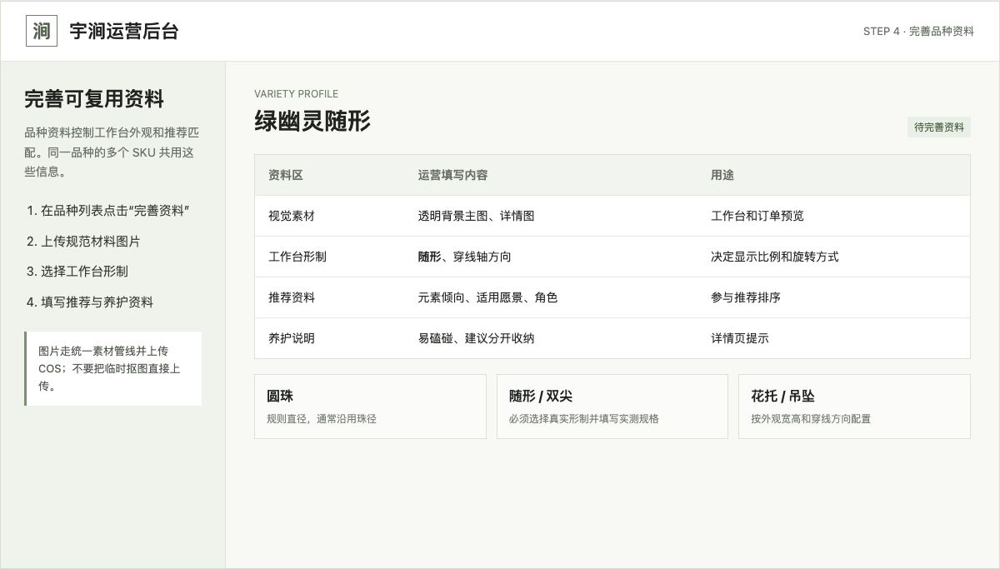 涧 宇涧运营后台
STEP 4 · 完善品种资料
完善可复用资料
品种资料控制工作台外观和推荐匹
配。同一品种的多个 SKU 共用这
些信息。
1. 在品种列表点击“完善资料”
2. 上传规范材料图片
3. 选择工作台形制
4. 填写推荐与养护资料
图片走统一素材管线并上传
COS；不要把临时抠图直接上
传。
VARIETY PROFILE
绿幽灵随形
待完善资料
资料区 运营填写内容 用途
视觉素材 透明背景主图、详情图 工作台和订单预览
工作台形制 随形、穿线轴方向 决定显示比例和旋转方式
推荐资料 元素倾向、适用愿景、角色 参与推荐排序
养护说明 易磕碰、建议分开收纳 详情页提示
圆珠
规则直径，通常沿用珠径
随形 / 双尖
必须选择真实形制并填写实测规格
花托 / 吊坠
按外观宽高和穿线方向配置